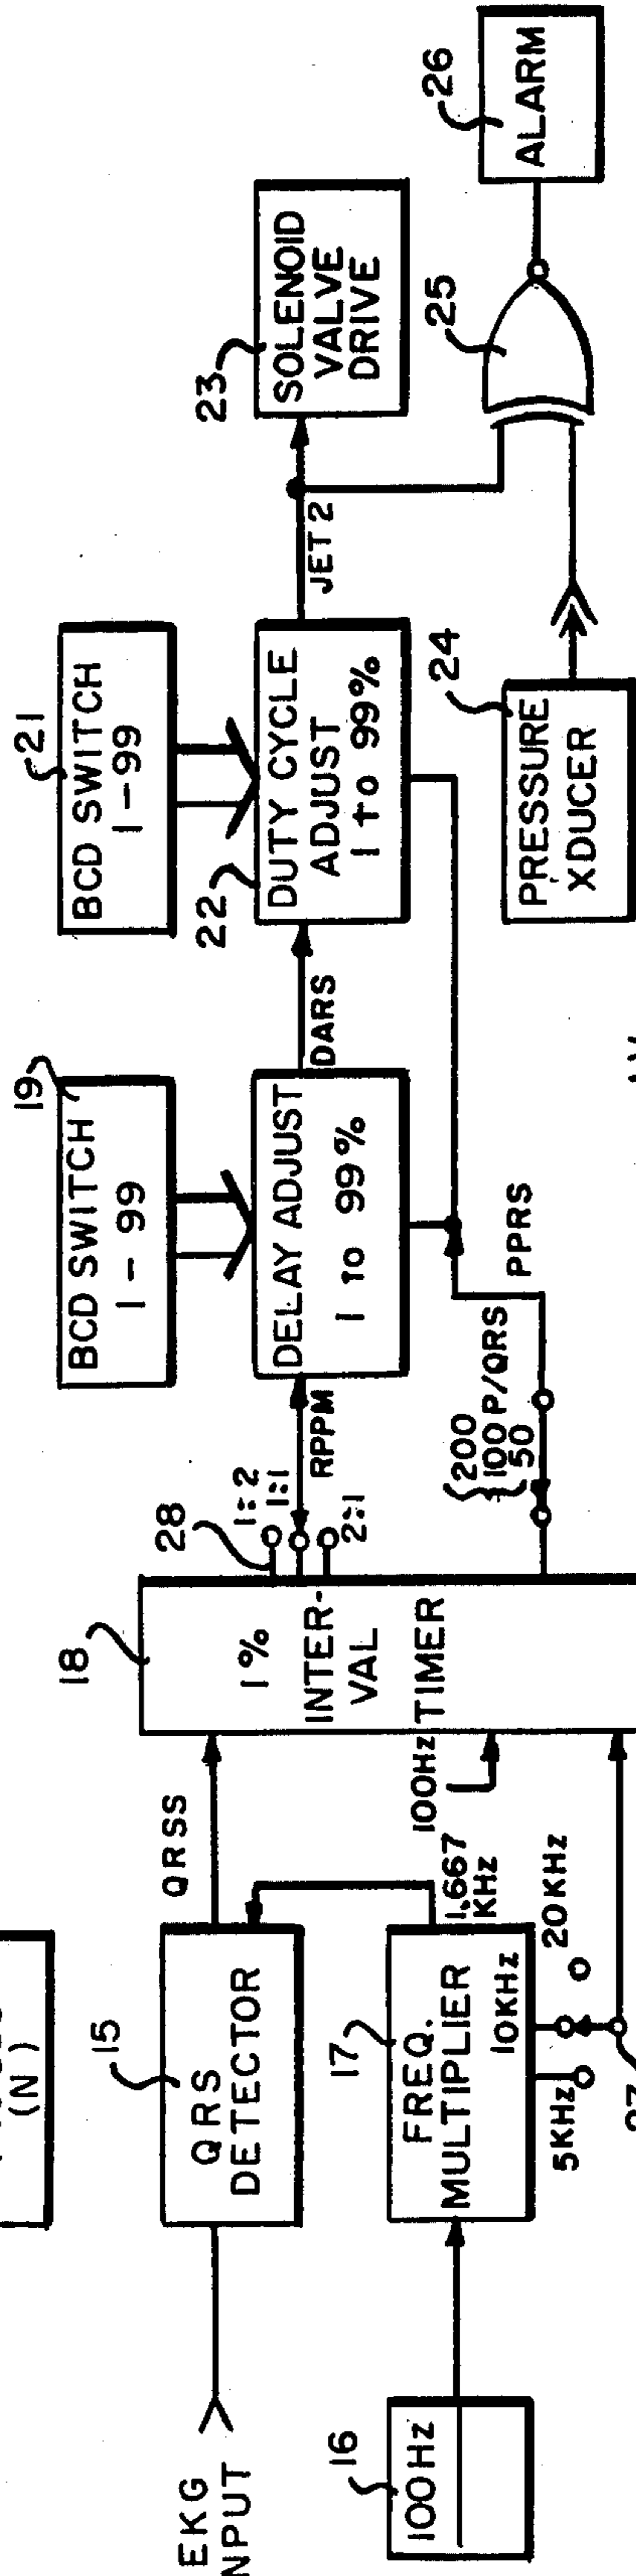 (N)
EKG
NPUT
15
QRS
DETECTOR
QRSS
16
100Hz
17
FREQ.
MULTIPLIER
1.667
KHz
10KHz
5KHz
20KHz
18
1%
INTER-
VAL
TIMER
100Hz
28
1:2
1:1
2:1
RPPM
200
100 P/QRS
50
PPRS
19
BCD SWITCH
1 - 99
DELAY ADJUST
1 to 99%
DARS
21
BCD SWITCH
1-99
22
DUTY CYCLE
ADJUST
1 to 99%
JET 2
23
SOLENOID
VALVE
DRIVE
24
PRESSURE
XDUCER
25
26
ALARM